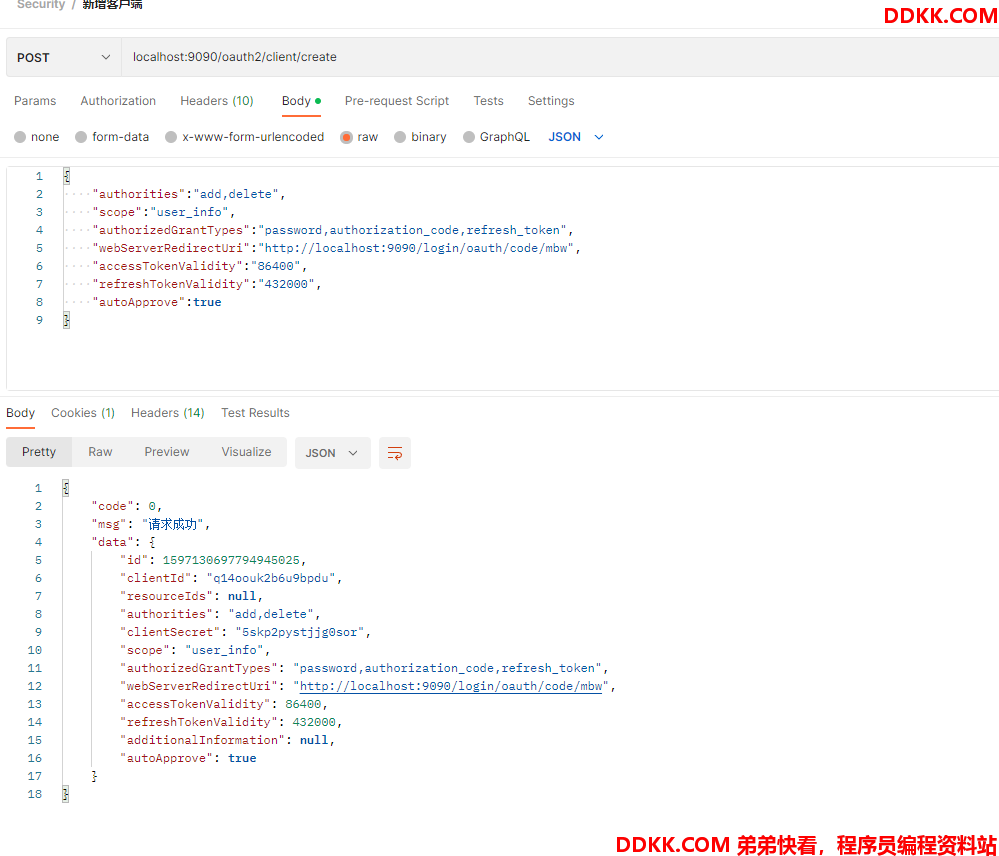 Security / 新增客户端
DDKK.COM
POST localhost:9090/oauth2/client/create
Params Authorization Headers (10) Body Pre-request Script Tests Settings
none form-data x-www-form-urlencoded raw binary GraphQL JSON
1 {
2 "authorities":"add,delete",
3 "scope":"user_info",
4 "authorizedGrantTypes":"password,authorization_code,refresh_token",
5 "webServerRedirectUri":"http://localhost:9090/login/oauth/code/mbw",
6 "accessTokenValidity":"86400",
7 "refreshTokenValidity":"432000",
8 "autoApprove":true
9 }
Body Cookies (1) Headers (14) Test Results
Pretty Raw Preview Visualize JSON
1 {
2 "code": 0,
3 "msg": "请求成功",
4 "data": {
5 "id": 1597130697794945025,
6 "clientId": "q14oouk2b6u9bpdu",
7 "resourceIds": null,
8 "authorities": "add,delete",
9 "clientSecret": "5skp2pystjjg0sor",
10 "scope": "user_info",
11 "authorizedGrantTypes": "password,authorization_code,refresh_token",
12 "webServerRedirectUri": "http://localhost:9090/login/oauth/code/mbw",
13 "accessTokenValidity": 86400,
14 "refreshTokenValidity": 432000,
15 "additionalInformation": null,
16 "autoApprove": true
17 }
18 }
DDKK.COM 弟弟快看，程序员编程资料站